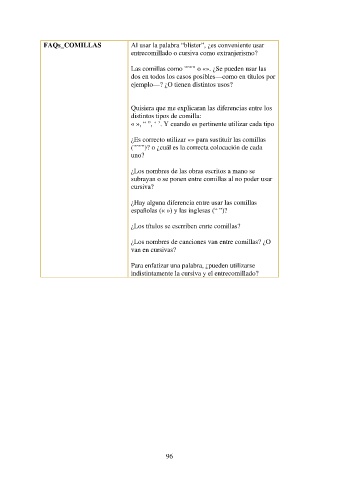 FAQs_COMILLAS
Al usar la palabra “blíster”, ¿es conveniente usar
entrecomillado o cursiva como extranjerismo?
Las comillas como """" o «». ¿Se pueden usar las
dos en todos los casos posibles—como en títulos por
ejemplo—? ¿O tienen distintos usos?
Quisiera que me explicaran las diferencias entre los
distintos tipos de comilla:
« », “ ”, ‘ ’. Y cuando es pertinente utilizar cada tipo
¿Es correcto utilizar «» para sustituir las comillas
("""")? o ¿cuál es la correcta colocación de cada
uno?
¿Los nombres de las obras escritos a mano se
subrayan o se ponen entre comillas al no poder usar
cursiva?
¿Hay alguna diferencia entre usar las comillas
españolas (« ») y las inglesas (“ ”)?
¿Los títulos se escriben entre comillas?
¿Los nombres de canciones van entre comillas? ¿O
van en cursivas?
Para enfatizar una palabra, ¿pueden utilizarse
indistintamente la cursiva y el entrecomillado?
96